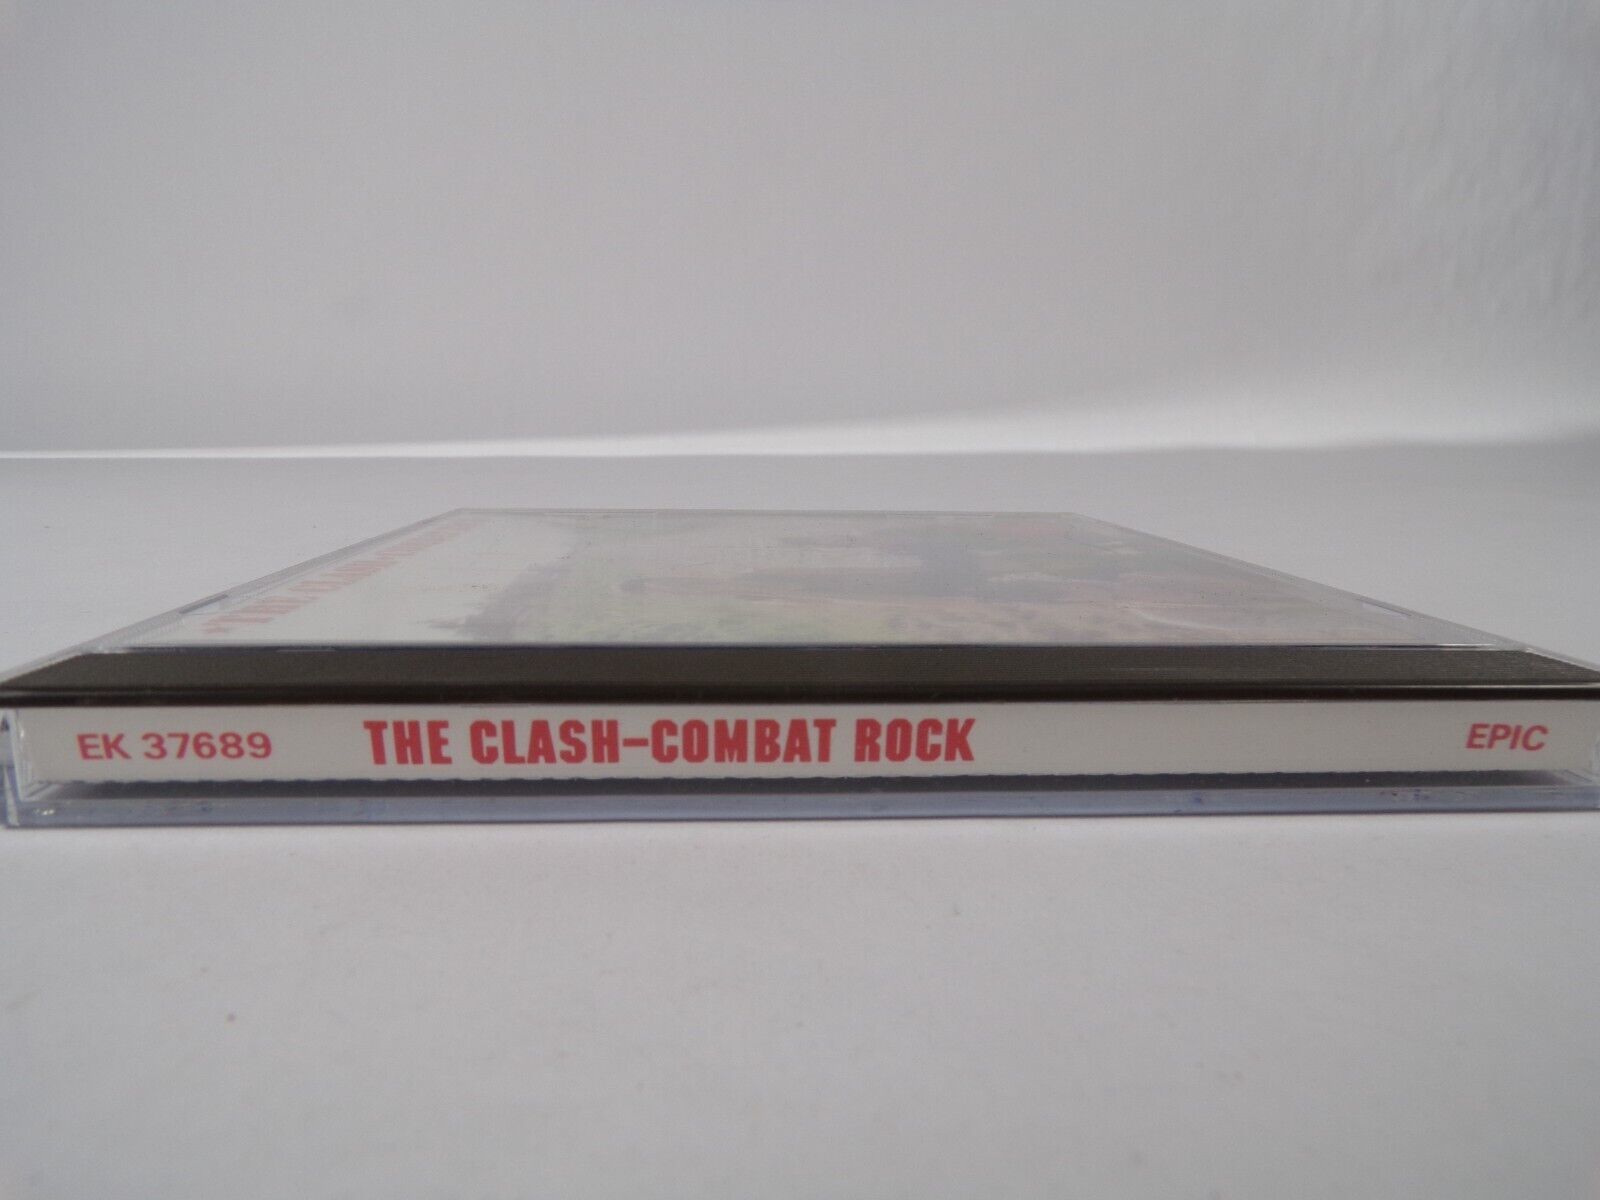 EK 37689 THE CLASH–COMBAT ROCK EPIC